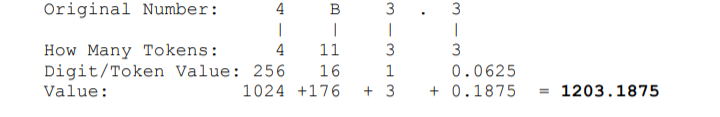 Original Number: 4 B 3 . 3
| | | |
How Many Tokens: 4 11 3 3
Digit/Token Value: 256 16 1 0.0625
Value: 1024 +176 + 3 + 0.1875 = 1203.1875